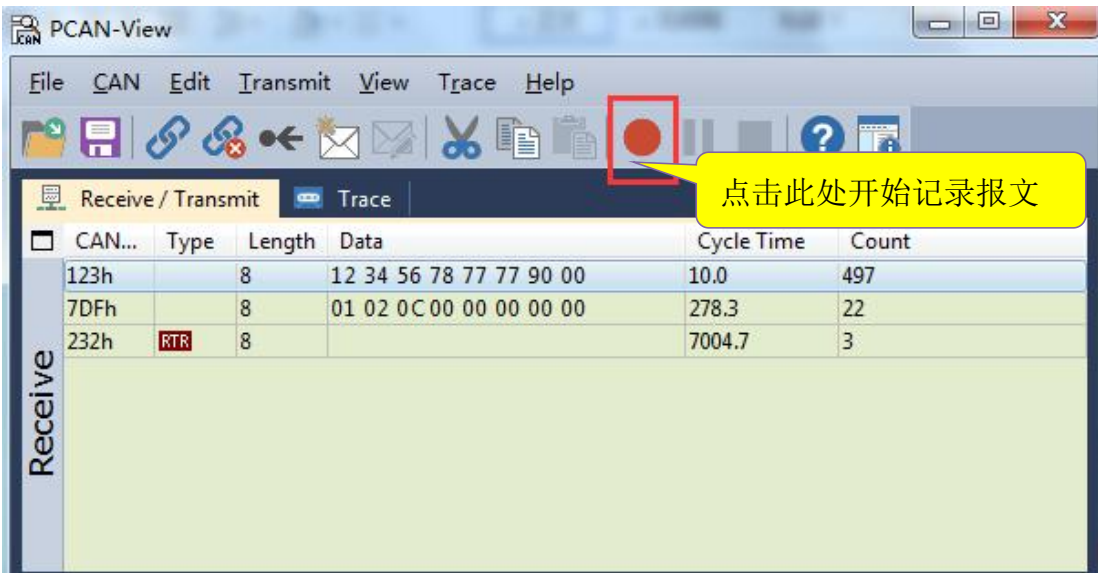 PCAN-View
File CAN Edit Transmit View Trace Help
点击此处开始记录报文
Receive / Transmit Trace
CAN... Type Length Data Cycle Time Count
123h 8 12 34 56 78 77 77 90 00 10.0 497
7DFh 8 01 02 0C 00 00 00 00 00 278.3 22
232h RTR 8 7004.7 3
Receive